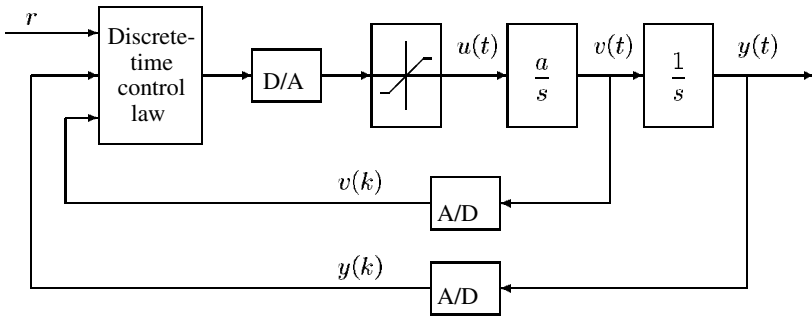 r
Discrete-
time
control
law
D/A
u(t)
a
s
v(t)
1
s
y(t)
v(k)
A/D
y(k)
A/D